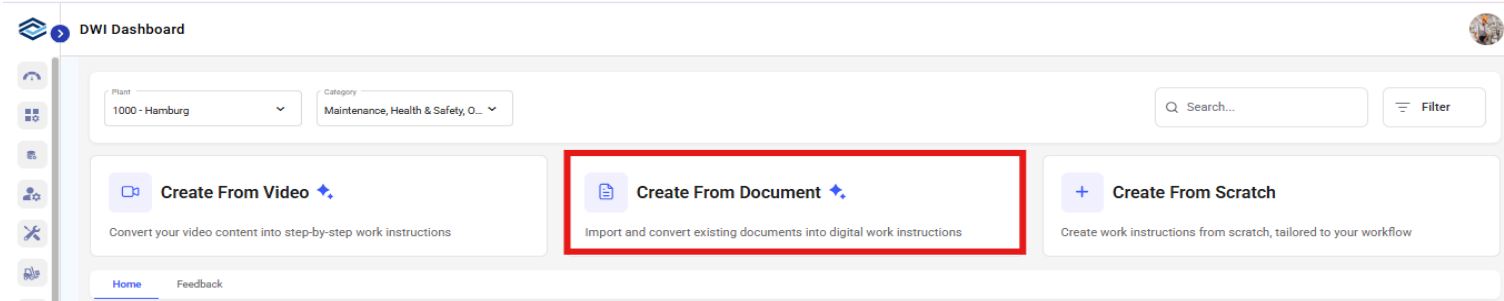 DWI Dashboard
Plant
1000 - Hamburg
Category
Maintenance, Health & Safety, O...
Search...
Filter
Create From Video
Convert your video content into step-by-step work instructions
Create From Document
Import and convert existing documents into digital work instructions
Create From Scratch
Create work instructions from scratch, tailored to your workflow
Home
Feedback